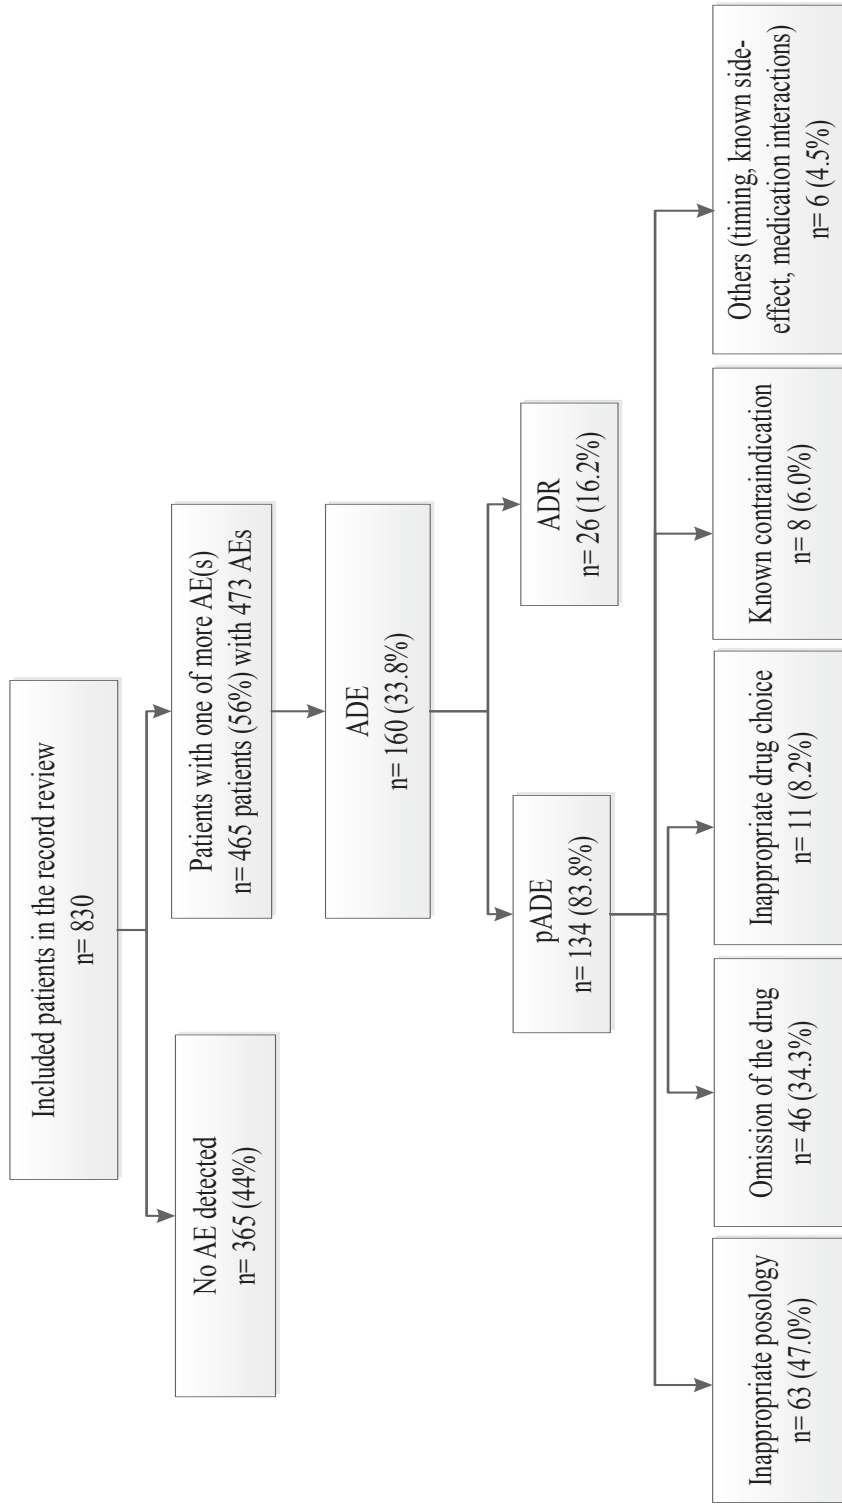 Included patients in the record review
n= 830
No AE detected
n= 365 (44%)
Patients with one of more AE(s)
n= 465 patients (56%) with 473 AEs
ADE
n= 160 (33.8%)
pADE
n= 134 (83.8%)
ADR
n= 26 (16.2%)
Inappropriate posology
n= 63 (47.0%)
Omission of the drug
n= 46 (34.3%)
Inappropriate drug choice
n= 11 (8.2%)
Known contraindication
n= 8 (6.0%)
Others (timing, known side-
effect, medication interactions)
n= 6 (4.5%)